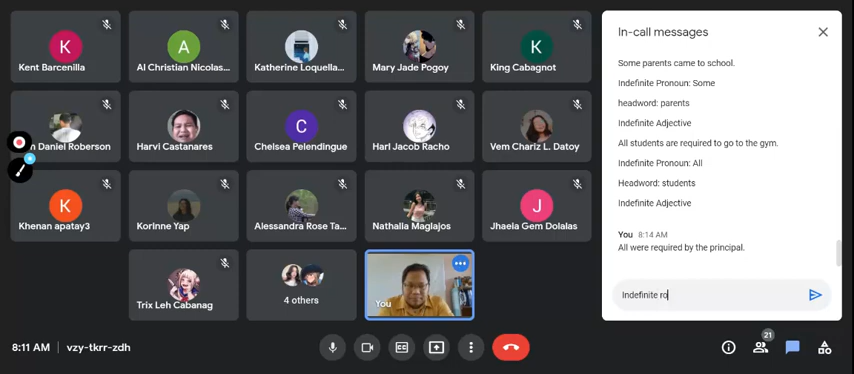 K
Kent Barcenilla
A
Al Christian Nicolas...
Katherine Loquella...
Mary Jade Pogoy
K
King Cabagnot
Daniel Roberson
Harvi Castanares
C
Chelsea Pelendingue
Harl Jacob Racho
Vem Chariz L. Datoy
K
Khenan apatay3
Korinne Yap
Alessandra Rose Ta...
Nathalia Maglajos
J
Jhaela Gem Dolalas
Trix Leh Cabanag
4 others
You
In-call messages
Some parents came to school.
Indefinite Pronoun: Some
headword: parents
Indefinite Adjective
All students are required to go to the gym.
Indefinite Pronoun: All
Headword: students
Indefinite Adjective
You 8:14 AM
All were required by the principal.
Indefinite ro
8:11 AM | vzy-tkrr-zdh
21